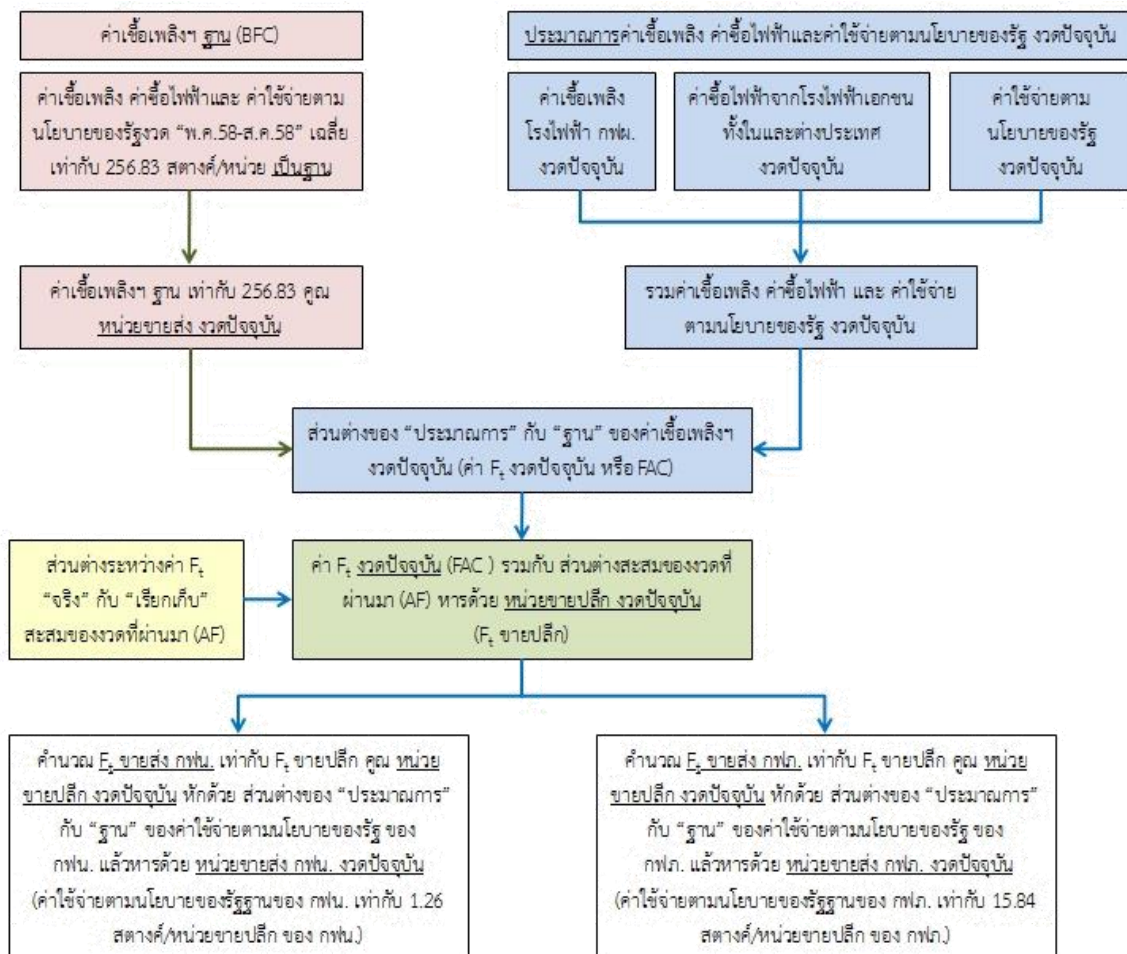 ค่าเชื้อเพลิงฯ ฐาน (BFC)
ค่าเชื้อเพลิง ค่าซื้อไฟฟ้าและ ค่าใช้จ่ายตาม
นโยบายของรัฐงวด “พ.ค.58-ส.ค.58” เฉลี่ย
เท่ากับ 256.83 สตางค์/หน่วย เป็นฐาน
ค่าเชื้อเพลิงฯ ฐาน เท่ากับ 256.83 คูณ
หน่วยขายส่ง งวดปัจจุบัน
ประมาณการค่าเชื้อเพลิง ค่าซื้อไฟฟ้าและค่าใช้จ่ายตามนโยบายของรัฐ งวดปัจจุบัน
ค่าเชื้อเพลิง
โรงไฟฟ้า กฟผ.
งวดปัจจุบัน
ค่าซื้อไฟฟ้าจากโรงไฟฟ้าเอกชน
ทั้งในและต่างประเทศ
งวดปัจจุบัน
ค่าใช้จ่ายตาม
นโยบายของรัฐ
งวดปัจจุบัน
รวมค่าเชื้อเพลิง ค่าซื้อไฟฟ้า และ ค่าใช้จ่าย
ตามนโยบายของรัฐ งวดปัจจุบัน
ส่วนต่างของ “ประมาณการ” กับ “ฐาน” ของค่าเชื้อเพลิงฯ
งวดปัจจุบัน (ค่า Fₜ งวดปัจจุบัน หรือ FAC)
ส่วนต่างระหว่างค่า Fₜ
“จริง” กับ “เรียกเก็บ”
สะสมของงวดที่ผ่านมา (AF)
ค่า Fₜ งวดปัจจุบัน (FAC ) รวมกับ ส่วนต่างสะสมของงวดที่
ผ่านมา (AF) หารด้วย หน่วยขายปลีก งวดปัจจุบัน
(Fₜ ขายปลีก)
คำนวณ Fₜ ขายส่ง กฟน. เท่ากับ Fₜ ขายปลีก คูณ หน่วย
ขายปลีก งวดปัจจุบัน หักด้วย ส่วนต่างของ “ประมาณการ”
กับ “ฐาน” ของค่าใช้จ่ายตามนโยบายของรัฐ ของ
กฟน. แล้วหารด้วย หน่วยขายส่ง กฟน. งวดปัจจุบัน
(ค่าใช้จ่ายตามนโยบายของรัฐฐานของ กฟน. เท่ากับ 1.26
สตางค์/หน่วยขายปลีก ของ กฟน.)
คำนวณ Fₜ ขายส่ง กฟภ. เท่ากับ Fₜ ขายปลีก คูณ หน่วย
ขายปลีก งวดปัจจุบัน หักด้วย ส่วนต่างของ “ประมาณการ”
กับ “ฐาน” ของค่าใช้จ่ายตามนโยบายของรัฐ ของ
กฟภ. แล้วหารด้วย หน่วยขายส่ง กฟภ. งวดปัจจุบัน
(ค่าใช้จ่ายตามนโยบายของรัฐฐานของ กฟภ. เท่ากับ 15.84
สตางค์/หน่วยขายปลีก ของ กฟภ.)